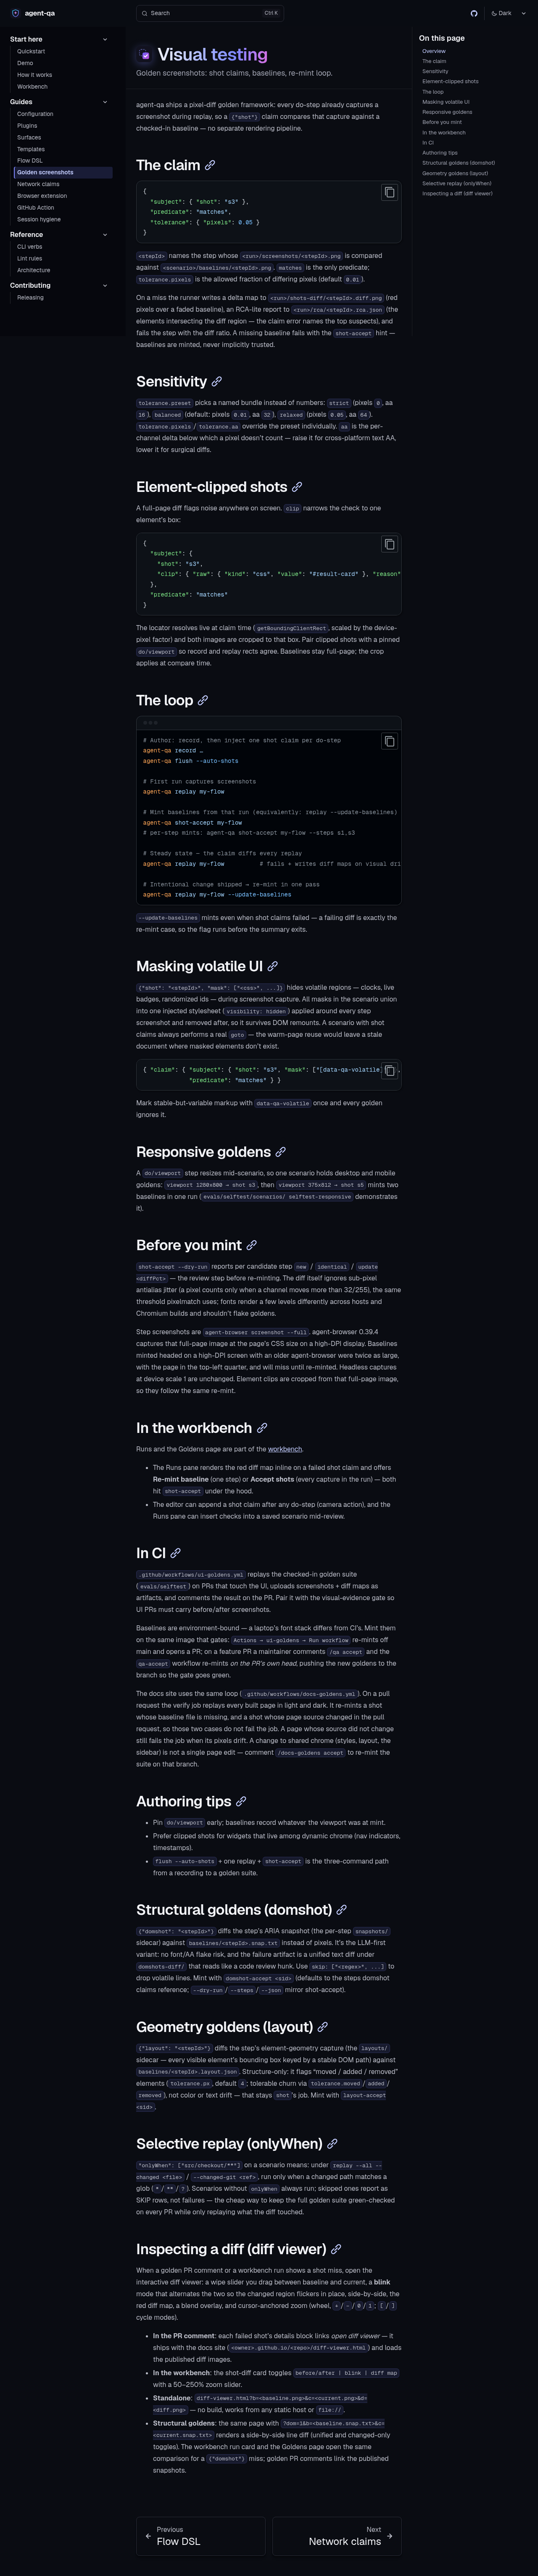 agent-qa
Search
Ctrl K
Dark
Start here
Quickstart
Demo
How it works
Workbench
Guides
Configuration
Plugins
Surfaces
Templates
Flow DSL
Golden screenshots
Network claims
Browser extension
GitHub Action
Session hygiene
Reference
CLI verbs
Lint rules
Architecture
Contributing
Releasing
Visual testing
Golden screenshots: shot claims, baselines, re-mint loop.
agent-qa ships a pixel-diff golden framework: every do-step already captures a
screenshot during replay, so a {"shot"} claim compares that capture against a
checked-in baseline — no separate rendering pipeline.
The claim
{
"subject": { "shot": "s3" },
"predicate": "matches",
"tolerance": { "pixels": 0.05 }
}
<stepId> names the step whose <run>/screenshots/<stepId>.png is compared
against <scenario>/baselines/<stepId>.png. matches is the only predicate;
tolerance.pixels is the allowed fraction of differing pixels (default 0.01).
On a miss the runner writes a delta map to <run>/shots-diff/<stepId>.diff.png (red
pixels over a faded baseline), an RCA-lite report to <run>/rca/<stepId>.rca.json (the
elements intersecting the diff region — the claim error names the top suspects), and
fails the step with the diff ratio. A missing baseline fails with the shot-accept hint —
baselines are minted, never implicitly trusted.
Sensitivity
tolerance.preset picks a named bundle instead of numbers: strict (pixels 0, aa
16), balanced (default: pixels 0.01, aa 32), relaxed (pixels 0.05, aa 64).
tolerance.pixels/tolerance.aa override the preset individually. aa is the per-
channel delta below which a pixel doesn't count — raise it for cross-platform text AA,
lower it for surgical diffs.
Element-clipped shots
A full-page diff flags noise anywhere on screen. clip narrows the check to one
element's box:
{
"subject": {
"shot": "s3",
"clip": { "raw": { "kind": "css", "value": "#result-card" }, "reason"
},
"predicate": "matches"
}
The locator resolves live at claim time (getBoundingClientRect, scaled by the device-
pixel factor) and both images are cropped to that box. Pair clipped shots with a pinned
do/viewport so record and replay rects agree. Baselines stay full-page; the crop
applies at compare time.
The loop
# Author: record, then inject one shot claim per do-step
agent-qa record …
agent-qa flush --auto-shots
# First run captures screenshots
agent-qa replay my-flow
# Mint baselines from that run (equivalently: replay --update-baselines)
agent-qa shot-accept my-flow
# per-step mints: agent-qa shot-accept my-flow --steps s1,s3
# Steady state — the claim diffs every replay
agent-qa replay my-flow # fails + writes diff maps on visual dri
# Intentional change shipped → re-mint in one pass
agent-qa replay my-flow --update-baselines
--update-baselines mints even when shot claims failed — a failing diff is exactly the
re-mint case, so the flag runs before the summary exits.
Masking volatile UI
{"shot": "<stepId>", "mask": ["<css>", ...]} hides volatile regions — clocks, live
badges, randomized ids — during screenshot capture. All masks in the scenario union
into one injected stylesheet (visibility: hidden) applied around every step
screenshot and removed after, so it survives DOM remounts. A scenario with shot
claims always performs a real goto — the warm-page reuse would leave a stale
document where masked elements don't exist.
{ "claim": { "subject": { "shot": "s3", "mask": ["[data-qa-volatile]
"predicate": "matches" } }
Mark stable-but-variable markup with data-qa-volatile once and every golden
ignores it.
Responsive goldens
A do/viewport step resizes mid-scenario, so one scenario holds desktop and mobile
goldens: viewport 1280x800 → shot s3, then viewport 375x812 → shot s5 mints two
baselines in one run (evals/selftest/scenarios/ selftest-responsive demonstrates
it).
Before you mint
shot-accept --dry-run reports per candidate step new / identical / update
<diffPct> — the review step before re-minting. The diff itself ignores sub-pixel
antialias jitter (a pixel counts only when a channel moves more than 32/255), the same
threshold pixelmatch uses; fonts render a few levels differently across hosts and
Chromium builds and shouldn't flake goldens.
Step screenshots are agent-browser screenshot --full. agent-browser 0.39.4
captures that full-page image at the page's CSS size on a high-DPI display. Baselines
minted headed on a high-DPI screen with an older agent-browser were twice as large,
with the page in the top-left quarter, and will miss until re-minted. Headless captures
at device scale 1 are unchanged. Element clips are cropped from that full-page image,
so they follow the same re-mint.
In the workbench
Runs and the Goldens page are part of the workbench.
• The Runs page renders the red diff map inline on a failed shot claim and offers
Re-mint baseline (one step) or Accept shots (every capture in the run) — both
hit shot-accept under the hood.
• The editor can append a shot claim after any do-step (camera action), and the
Runs pane can insert checks into a saved scenario mid-review.
In CI
.github/workflows/ui-goldens.yml replays the checked-in golden suite
(evals/selftest) on PRs that touch the UI, uploads screenshots + diff maps as
artifacts, and comments the result on the PR. Pair it with the visual-evidence gate so
UI PRs must carry before/after screenshots.
Baselines are environment-bound — a laptop's font stack differs from CI's. Mint them
on the same image that gates: Actions → ui-goldens → Run workflow re-mints off
main and opens a PR; on a feature PR a maintainer comments /qa accept and the
qa-accept workflow re-mints on the PR's own head, pushing the new goldens to the
branch so the gate goes green.
The docs site uses the same loop (.github/workflows/docs-goldens.yml). On a pull
request the verify job replays every built page in light and dark. It re-mints a shot
whose baseline file is missing, and a shot whose page source changed in the pull
request, so those two cases do not fail the job. A page whose source did not change
still fails the job when its pixels drift. A change to shared chrome (styles, layout, the
sidebar) is not a single page edit — comment /docs-goldens accept to re-mint the
suite on that branch.
Authoring tips
• Pin do/viewport early; baselines record whatever the viewport was at mint.
• Prefer clipped shots for widgets that live among dynamic chrome (nav indicators,
timestamps).
• flush --auto-shots + one replay + shot-accept is the three-command path
from a recording to a golden suite.
Structural goldens (domshot)
{"domshot": "<stepId>"} diffs the step's ARIA snapshot (the per-step snapshots/
sidecar) against baselines/<stepId>.snap.txt instead of pixels. It's the LLM-first
variant: no font/AA flake risk, and the failure artifact is a unified text diff under
domshots-diff/ that reads like a code review hunk. Use skip: ["<regex>", ...] to
drop volatile lines. Mint with domshot-accept <sid> (defaults to the steps domshot
claims reference; --dry-run/--steps/--json mirror shot-accept).
Geometry goldens (layout)
{"layout": "<stepId>"} diffs the step's element-geometry capture (the layouts/
sidecar — every visible element's bounding box keyed by a stable DOM path) against
baselines/<stepId>.layout.json. Structure-only: it flags "moved / added / removed"
elements (tolerance.px, default 4; tolerable churn via tolerance.moved/added/
removed), not color or text drift — that stays shot's job. Mint with layout-accept
<sid>.
Selective replay (onlyWhen)
"onlyWhen": ["src/checkout/**"] on a scenario means: under replay --all --
changed <file> / --changed-git <ref>, run only when a changed path matches a
glob (*/**/?). Scenarios without onlyWhen always run; skipped ones report as
SKIP rows, not failures — the cheap way to keep the full golden suite green-checked
on every PR while only replaying what the diff touched.
Inspecting a diff (diff viewer)
When a golden PR comment or a workbench run shows a shot miss, open the
interactive diff viewer: a wipe slider you drag between baseline and current, a blink
mode that alternates the two so the changed region flickers in place, side-by-side, the
red diff map, a blend overlay, and cursor-anchored zoom (wheel, +/-/0/1; [/]
cycle modes).
• In the PR comment: each failed shot's details block links open diff viewer — it
ships with the docs site (<owner>.github.io/<repo>/diff-viewer.html) and loads
the published diff images.
• In the workbench: the shot-diff card toggles before/after | blink | diff map
with a 50–250% zoom slider.
• Standalone: diff-viewer.html?b=<baseline.png>&c=<current.png>&d=
<diff.png> — no build, works from any static host or file://.
• Structural goldens: the same page with ?dom=1&b=<baseline.snap.txt>&c=
<current.snap.txt> renders a side-by-side line diff (unified and changed-only
toggles). The workbench run card and the Goldens page open the same
comparison for a {"domshot"} miss; golden PR comments link the published
snapshots.
Previous
Flow DSL
Next
Network claims
On this page
Overview
The claim
Sensitivity
Element-clipped shots
The loop
Masking volatile UI
Responsive goldens
Before you mint
In the workbench
In CI
Authoring tips
Structural goldens (domshot)
Geometry goldens (layout)
Selective replay (onlyWhen)
Inspecting a diff (diff viewer)